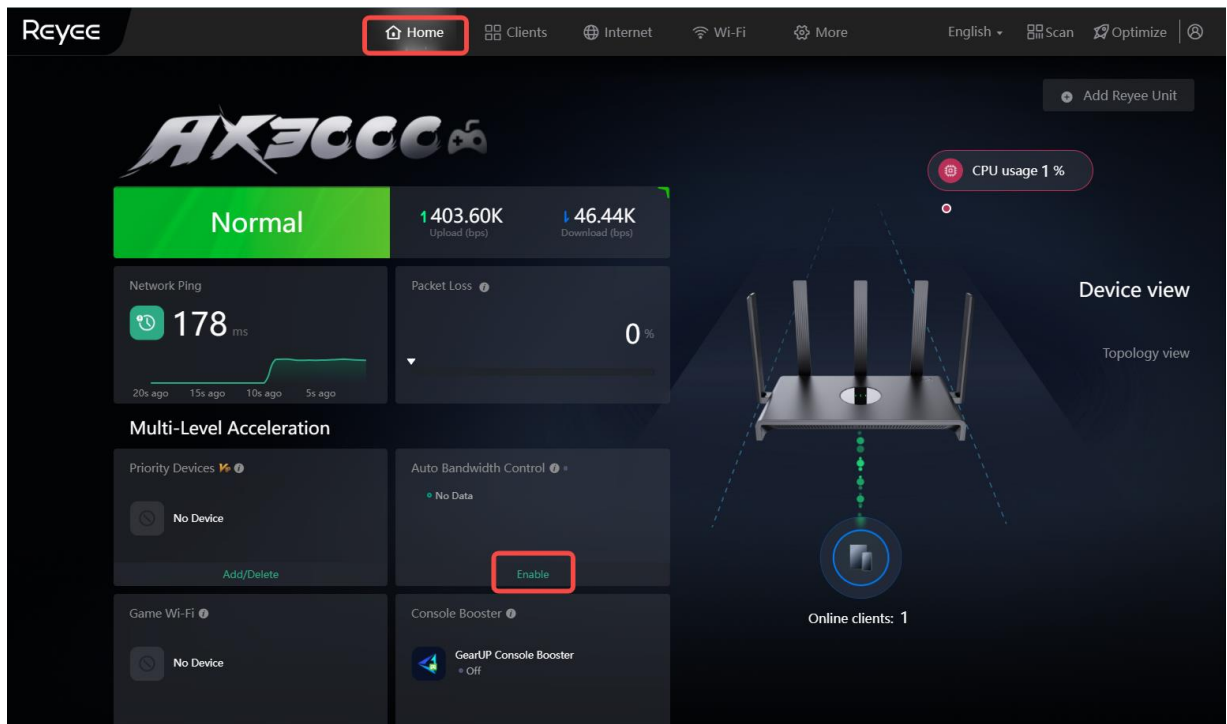 Reyee
Home
Clients
Internet
Wi-Fi
More
English
Scan
Optimize
Add Reyee Unit
AX3000
CPU usage 1 %
Normal
403.60K
Upload (bps)
46.44K
Download (bps)
Network Ping
178 ms
20s ago 15s ago 10s ago 5s ago
Packet Loss
0 %
Device view
Topology view
Multi-Level Acceleration
Priority Devices
No Device
Add/Delete
Auto Bandwidth Control
No Data
Enable
Game Wi-Fi
No Device
Console Booster
GearUP Console Booster
Off
Online clients: 1